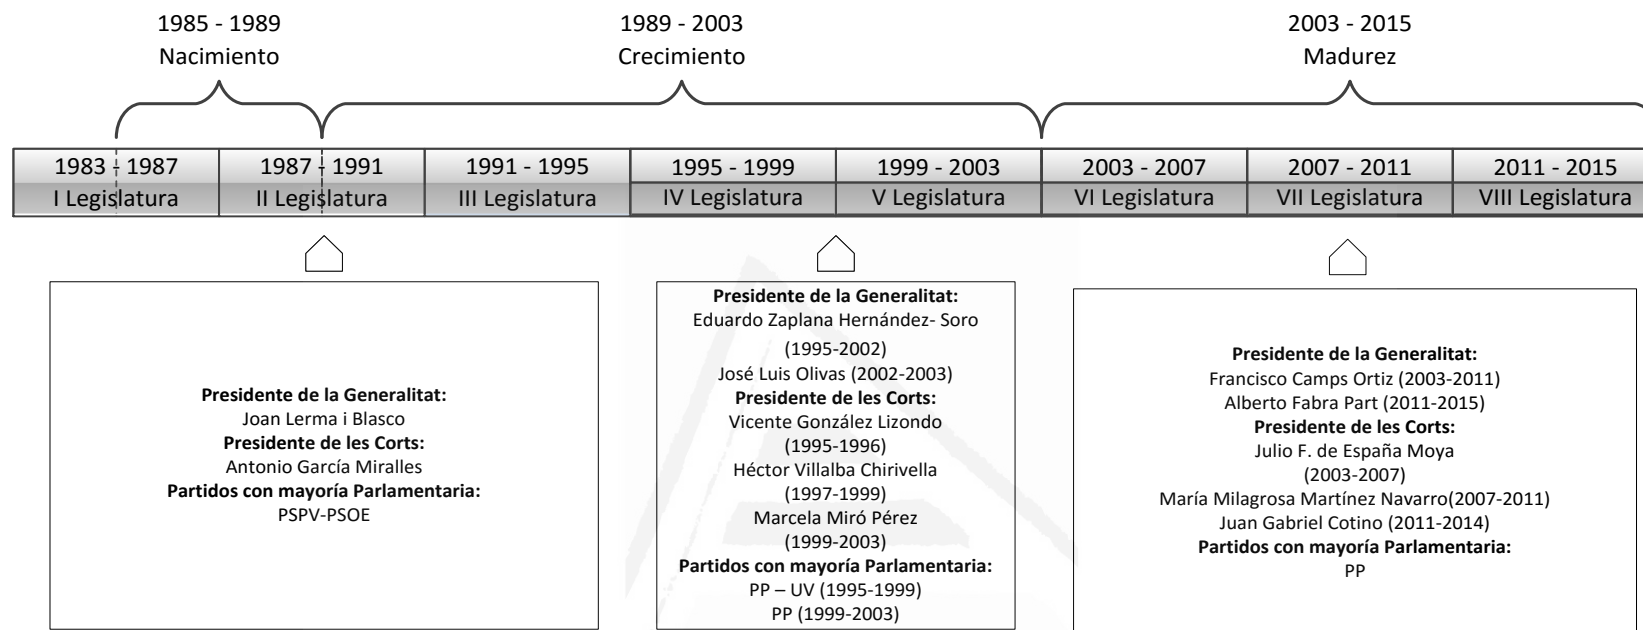 1985 - 1989
Nacimiento
1989 - 2003
Crecimiento
2003 - 2015
Madurez
1983 - 1987
I Legislatura
1987 - 1991
II Legislatura
1991 - 1995
III Legislatura
1995 - 1999
IV Legislatura
1999 - 2003
V Legislatura
2003 - 2007
VI Legislatura
2007 - 2011
VII Legislatura
2011 - 2015
VIII Legislatura
Presidente de la Generalitat:
Joan Lerma i Blasco
Presidente de les Corts:
Antonio García Miralles
Partidos con mayoría Parlamentaria:
PSPV-PSOE
Presidente de la Generalitat:
Eduardo Zaplana Hernández- Soro
(1995-2002)
José Luis Olivas (2002-2003)
Presidente de les Corts:
Vicente González Lizondo
(1995-1996)
Héctor Villalba Chirivella
(1997-1999)
Marcela Miró Pérez
(1999-2003)
Partidos con mayoría Parlamentaria:
PP – UV (1995-1999)
PP (1999-2003)
Presidente de la Generalitat:
Francisco Camps Ortiz (2003-2011)
Alberto Fabra Part (2011-2015)
Presidente de les Corts:
Julio F. de España Moya
(2003-2007)
María Milagrosa Martínez Navarro(2007-2011)
Juan Gabriel Cotino (2011-2014)
Partidos con mayoría Parlamentaria:
PP